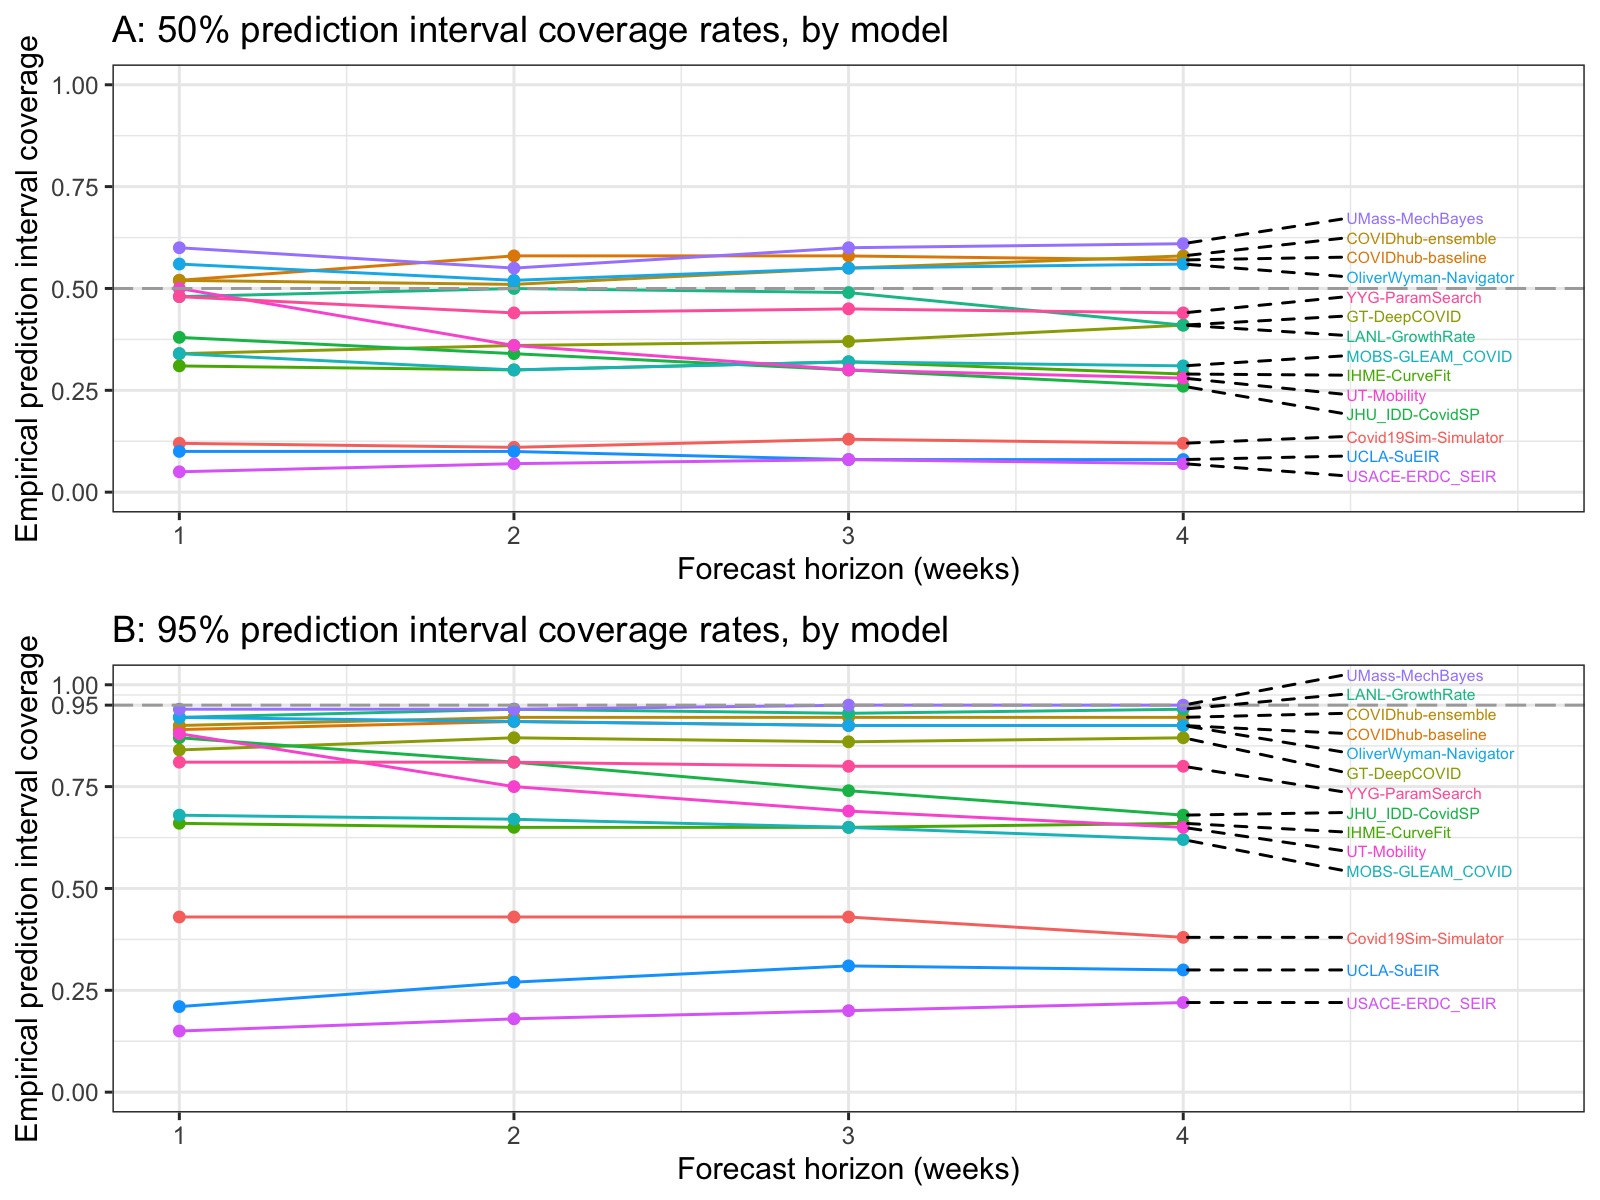 A: 50% prediction interval coverage rates, by model
Empirical prediction interval coverage
1.00
0.75
0.50
0.25
0.00
UMass-MechBayes
COVIDhub-ensemble
COVIDhub-baseline
OliverWyman-Navigator
YYG-ParamSearch
GT-DeepCOVID
LANL-GrowthRate
MOBS-GLEAM_COVID
IHME-CurveFit
UT-Mobility
JHU_IDD-CovidSP
Covid19Sim-Simulator
UCLA-SuEIR
USACE-ERDC_SEIR
1 2 3 4
Forecast horizon (weeks)
B: 95% prediction interval coverage rates, by model
Empirical prediction interval coverage
1.00
0.95
0.75
0.50
0.25
0.00
UMass-MechBayes
LANL-GrowthRate
COVIDhub-ensemble
COVIDhub-baseline
OliverWyman-Navigator
GT-DeepCOVID
YYG-ParamSearch
JHU_IDD-CovidSP
IHME-CurveFit
UT-Mobility
MOBS-GLEAM_COVID
Covid19Sim-Simulator
UCLA-SuEIR
USACE-ERDC_SEIR
1 2 3 4
Forecast horizon (weeks)